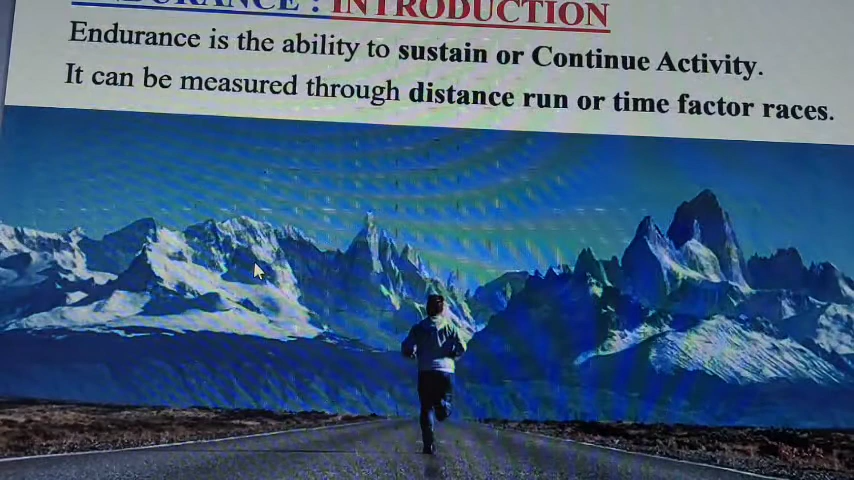 ENDURANCE : INTRODUCTION
Endurance is the ability to sustain or Continue Activity.
It can be measured through distance run or time factor races.